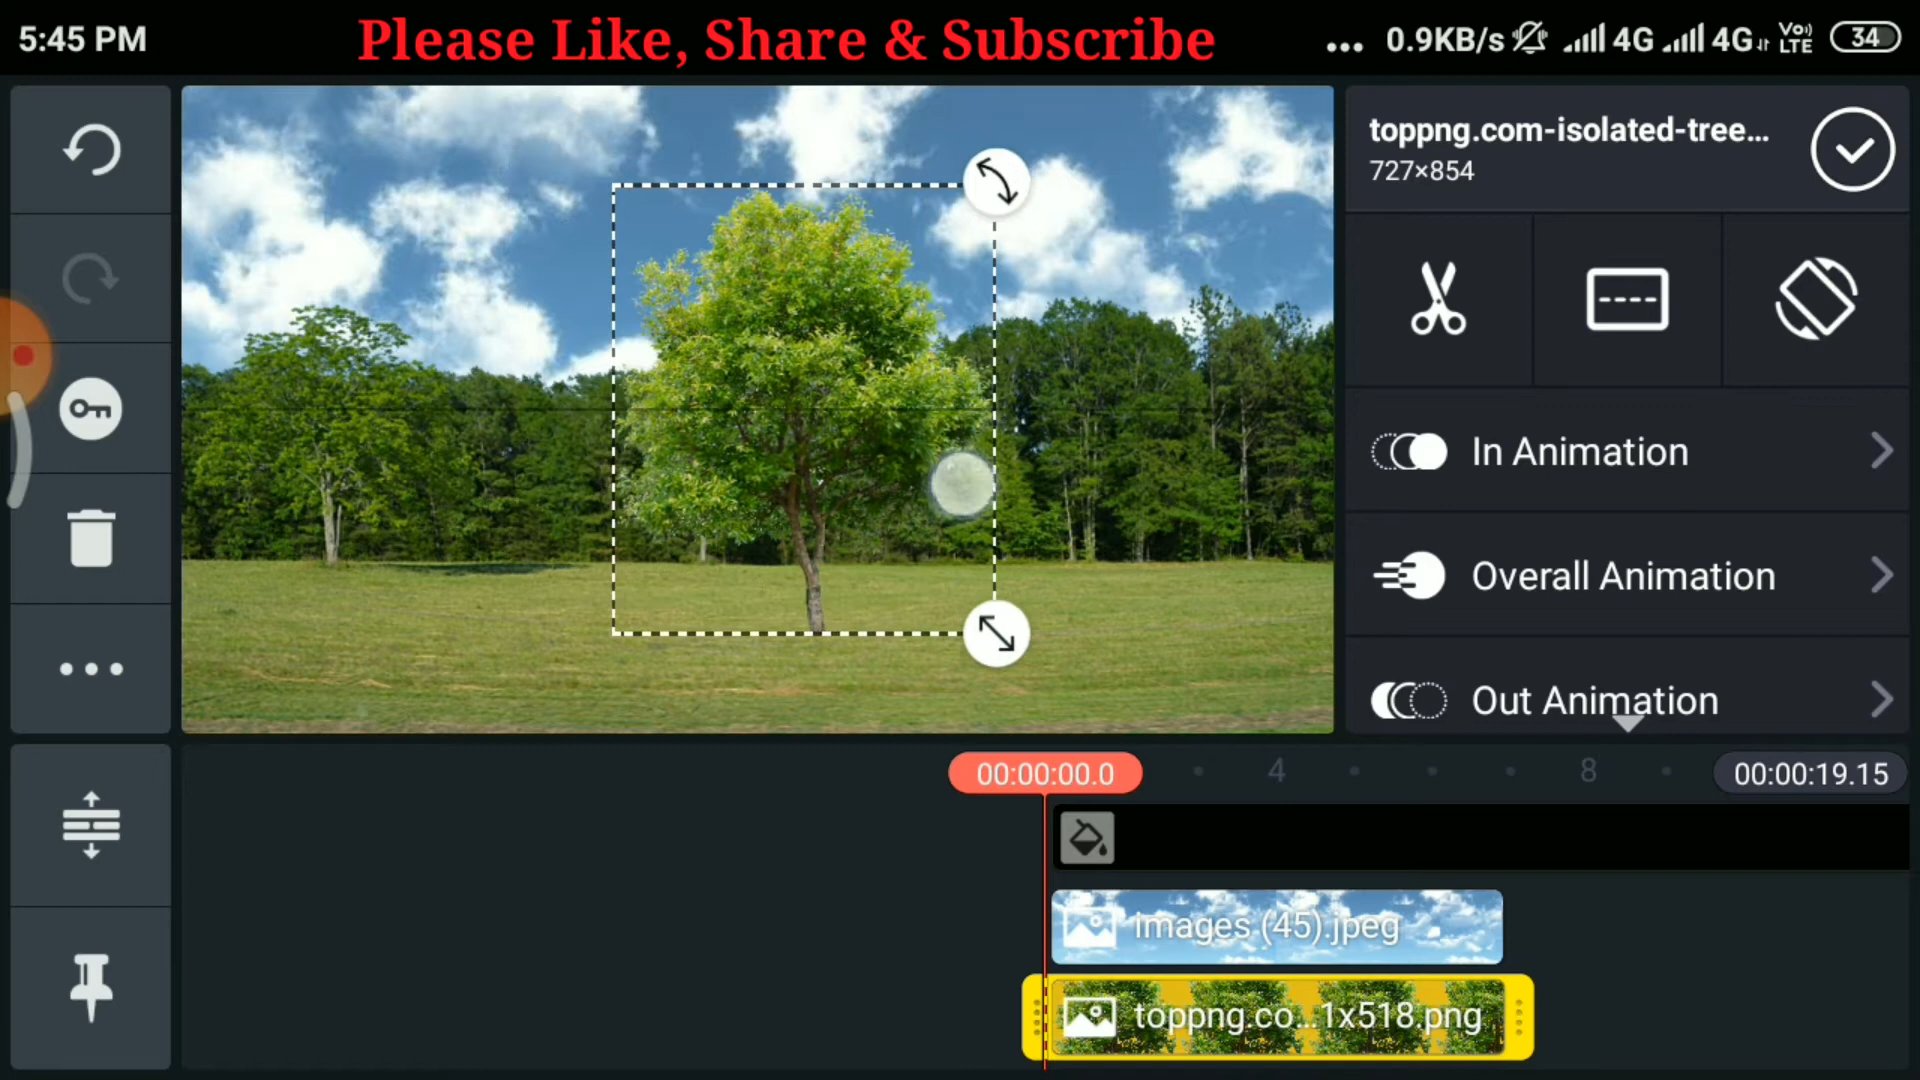 5:45 PM
Please Like, Share & Subscribe
... 0.9KB/s 4G 4G Vo) LTE 34
toppng.com-isolated-tree...
727×854
In Animation
Overall Animation
Out Animation
00:00:00.0
4
8
00:00:19.15
images (45).jpeg
toppng.co...1x518.png